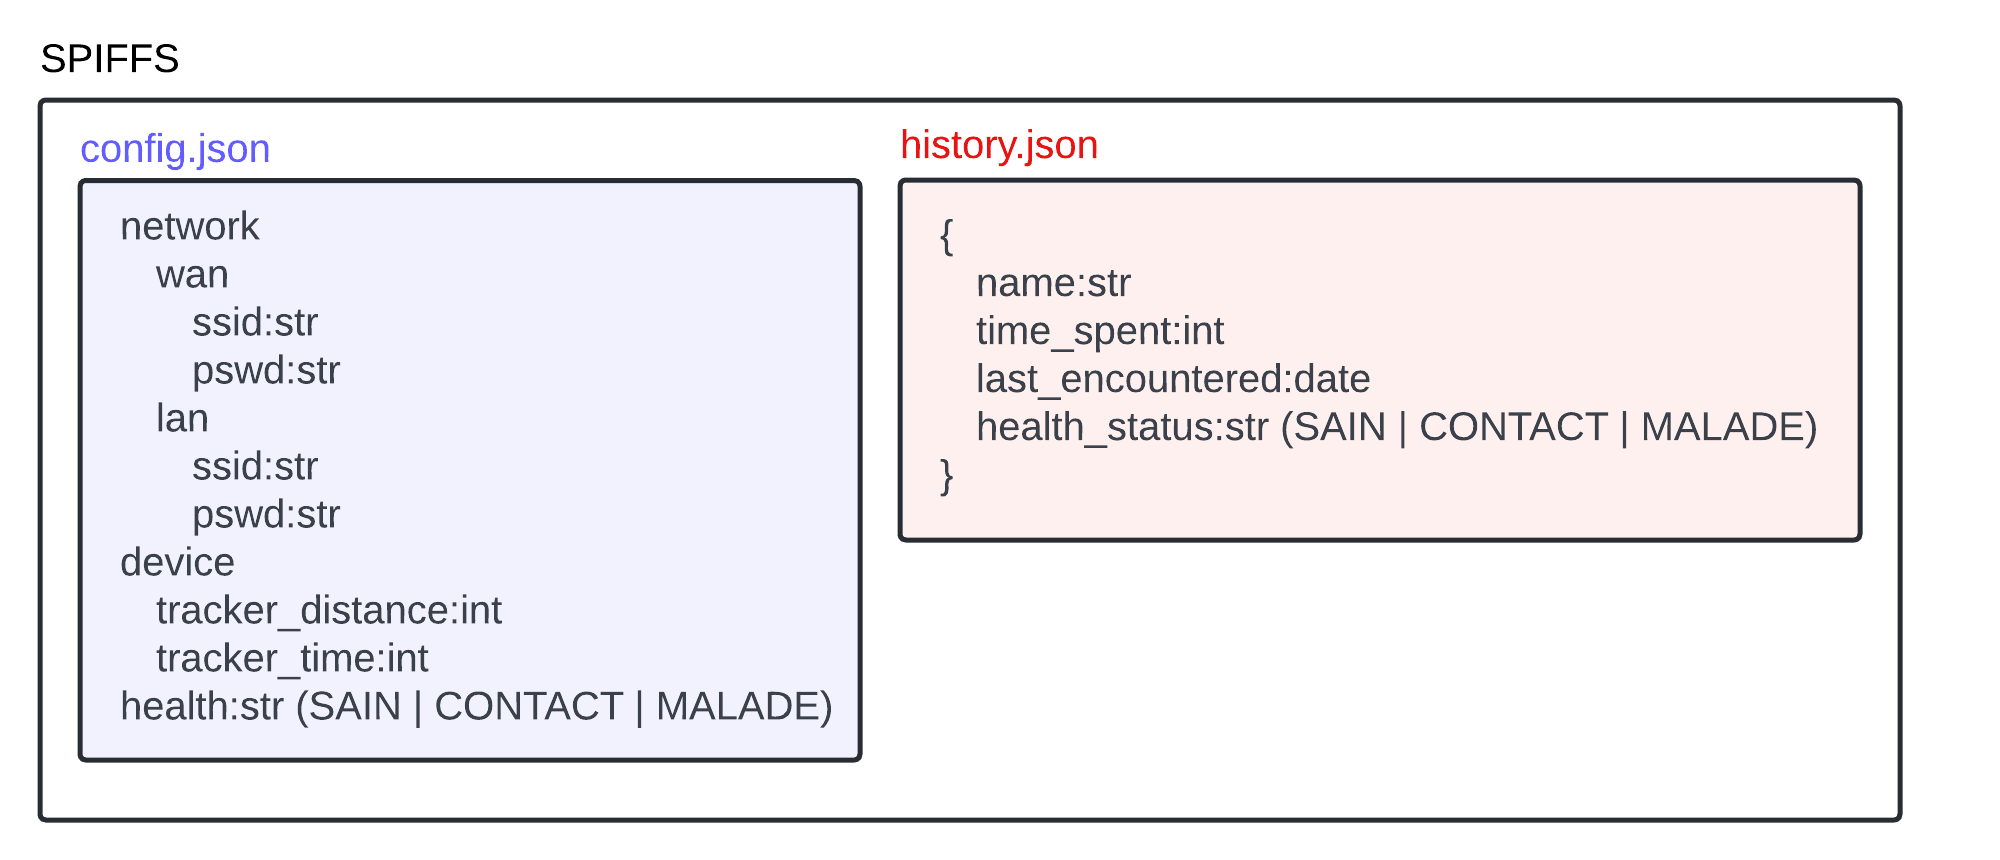 SPIFFS
config.json
network
wan
ssid:str
pswd:str
lan
ssid:str
pswd:str
device
tracker_distance:int
tracker_time:int
health:str (SAIN | CONTACT | MALADE)
history.json
{
name:str
time_spent:int
last_encountered:date
health_status:str (SAIN | CONTACT | MALADE)
}